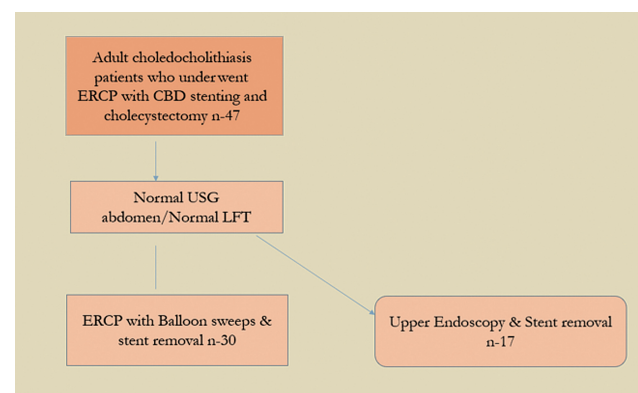 Adult choledocholithiasis
patients who underwent
ERCP with CBD stenting and
cholecystectomy n-47
Normal USG
abdomen/Normal LFT
ERCP with Balloon sweeps &
stent removal n-30
Upper Endoscopy & Stent removal
n-17